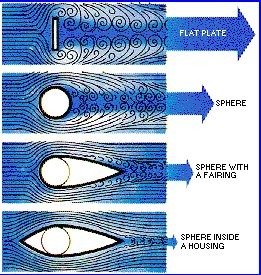 FLAT PLATE
SPHERE
SPHERE WITH
A FAIRING
SPHERE INSIDE
A HOUSING